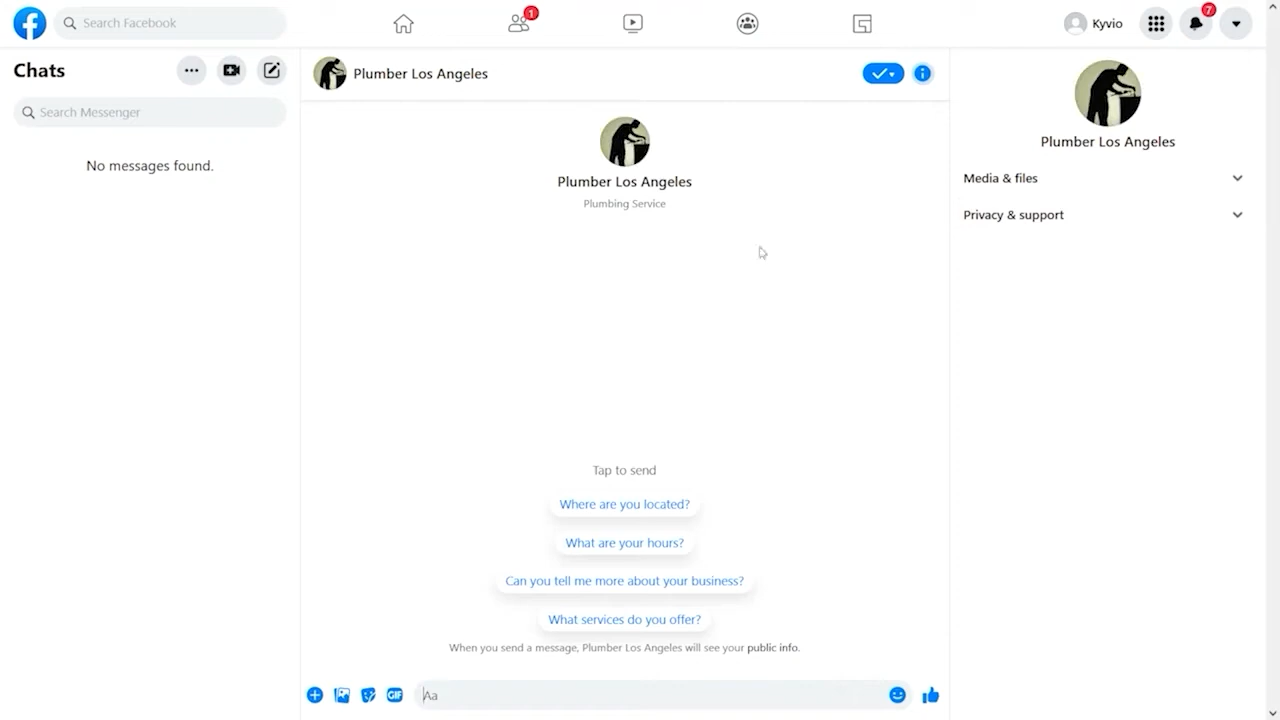 Search Facebook
1
Kyvio
7
Chats
Search Messenger
No messages found.
Plumber Los Angeles
Plumber Los Angeles
Plumbing Service
Tap to send
Where are you located?
What are your hours?
Can you tell me more about your business?
What services do you offer?
When you send a message, Plumber Los Angeles will see your public info.
GIF
Aa
Plumber Los Angeles
Media & files
Privacy & support